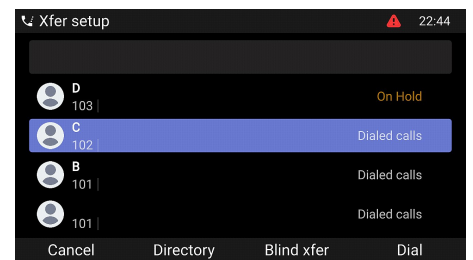 Xfer setup 22:44
D
103 | On Hold
C
102 | Dialed calls
B
101 | Dialed calls
101 | Dialed calls
Cancel Directory Blind xfer Dial